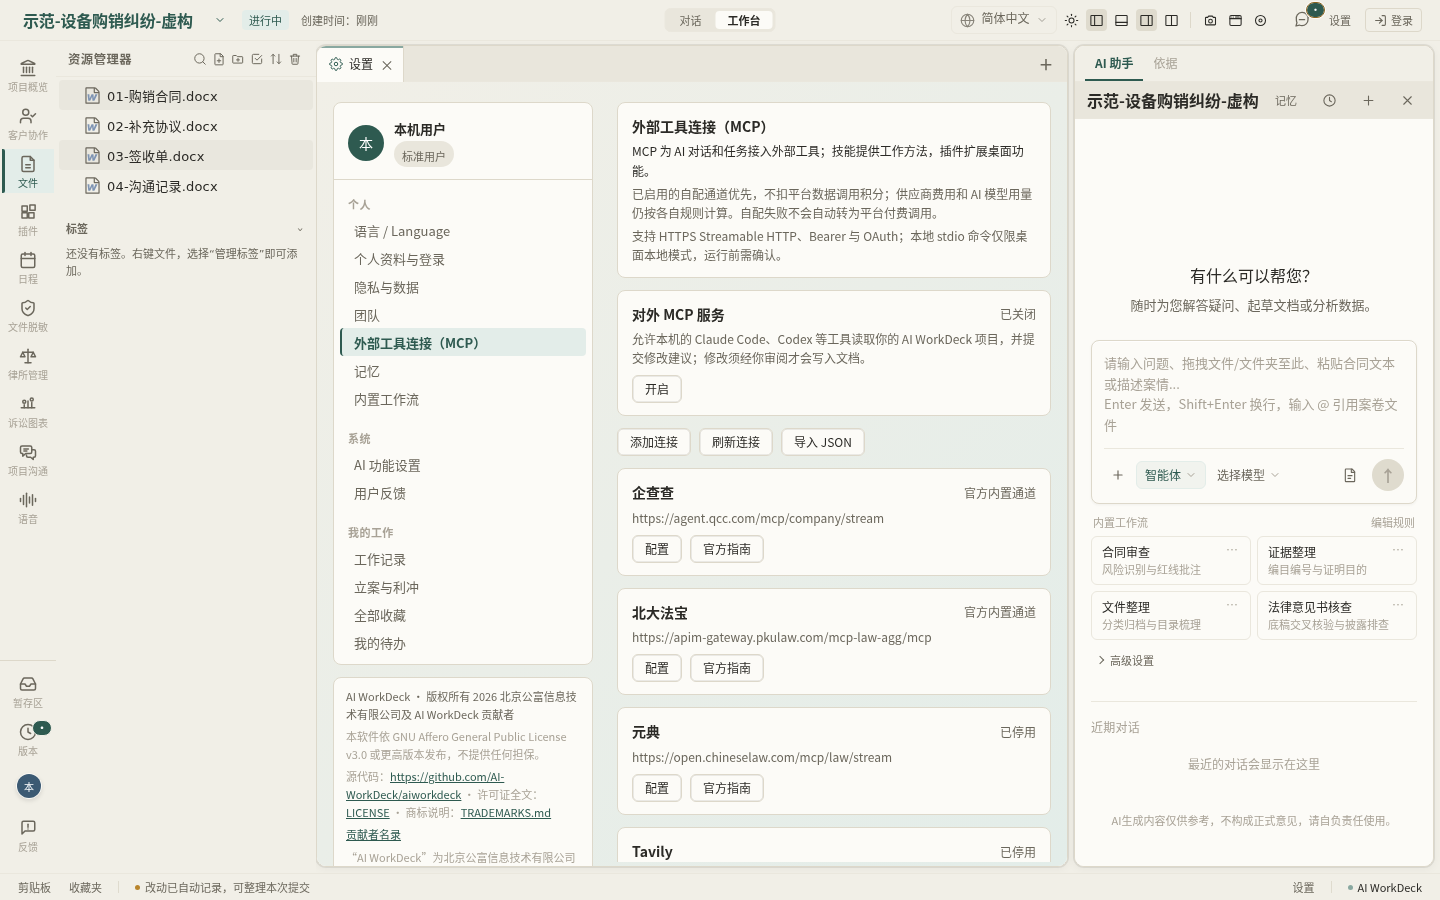 示范-设备购销纠纷-虚构
进行中
创建时间：刚刚
对话
工作台
简体中文
设置
登录
项目概览
客户协作
文件
插件
日程
文件脱敏
律所管理
诉讼图表
项目沟通
语音
暂存区
版本
本
反馈
资源管理器
01-购销合同.docx
02-补充协议.docx
03-签收单.docx
04-沟通记录.docx
标签
还没有标签。右键文件，选择“管理标签”即可添
加。
设置
本
本机用户
标准用户
个人
语言 / Language
个人资料与登录
隐私与数据
团队
外部工具连接（MCP）
记忆
内置工作流
系统
AI 功能设置
用户反馈
我的工作
工作记录
立案与利冲
全部收藏
我的待办
AI WorkDeck · 版权所有 2026 北京公富信息技
术有限公司及 AI WorkDeck 贡献者
本软件依 GNU Affero General Public License
v3.0 或更高版本发布，不提供任何担保。
源代码：https://github.com/AI-
WorkDeck/aiworkdeck · 许可证全文：
LICENSE · 商标说明：TRADEMARKS.md
贡献者名录
“AI WorkDeck”为北京公富信息技术有限公司
外部工具连接（MCP）
MCP 为 AI 对话和任务接入外部工具；技能提供工作方法，插件扩展桌面功
能。
已启用的自配通道优先，不扣平台数据调用积分；供应商费用和 AI 模型用量
仍按各自规则计算。自配失败不会自动转为平台付费调用。
支持 HTTPS Streamable HTTP、Bearer 与 OAuth；本地 stdio 命令仅限桌
面本地模式，运行前需确认。
对外 MCP 服务
已关闭
允许本机的 Claude Code、Codex 等工具读取你的 AI WorkDeck 项目，并提
交修改建议；修改须经你审阅才会写入文档。
开启
添加连接
刷新连接
导入 JSON
企查查
官方内置通道
https://agent.qcc.com/mcp/company/stream
配置
官方指南
北大法宝
官方内置通道
https://apim-gateway.pkulaw.com/mcp-law-agg/mcp
配置
官方指南
元典
已停用
https://open.chineselaw.com/mcp/law/stream
配置
官方指南
Tavily
已停用
AI 助手
依据
示范-设备购销纠纷-虚构
记忆
有什么可以帮您？
随时为您解答疑问、起草文档或分析数据。
请输入问题、拖拽文件/文件夹至此、粘贴合同文本
或描述案情...
Enter 发送，Shift+Enter 换行，输入 @ 引用案卷文
件
智能体
选择模型
内置工作流
编辑规则
合同审查
风险识别与红线批注
证据整理
编目编号与证明目的
文件整理
分类归档与目录梳理
法律意见书核查
底稿交叉核验与披露排查
高级设置
近期对话
最近的对话会显示在这里
AI生成内容仅供参考，不构成正式意见，请自负责任使用。
剪贴板
收藏夹
改动已自动记录，可整理本次提交
设置
AI WorkDeck